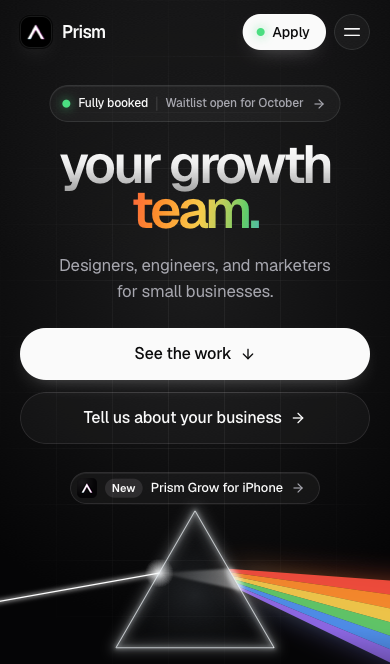 Prism
Apply
Fully booked
Waitlist open for October →
your growth
team.
Designers, engineers, and marketers
for small businesses.
See the work ↓
Tell us about your business →
New
Prism Grow for iPhone →